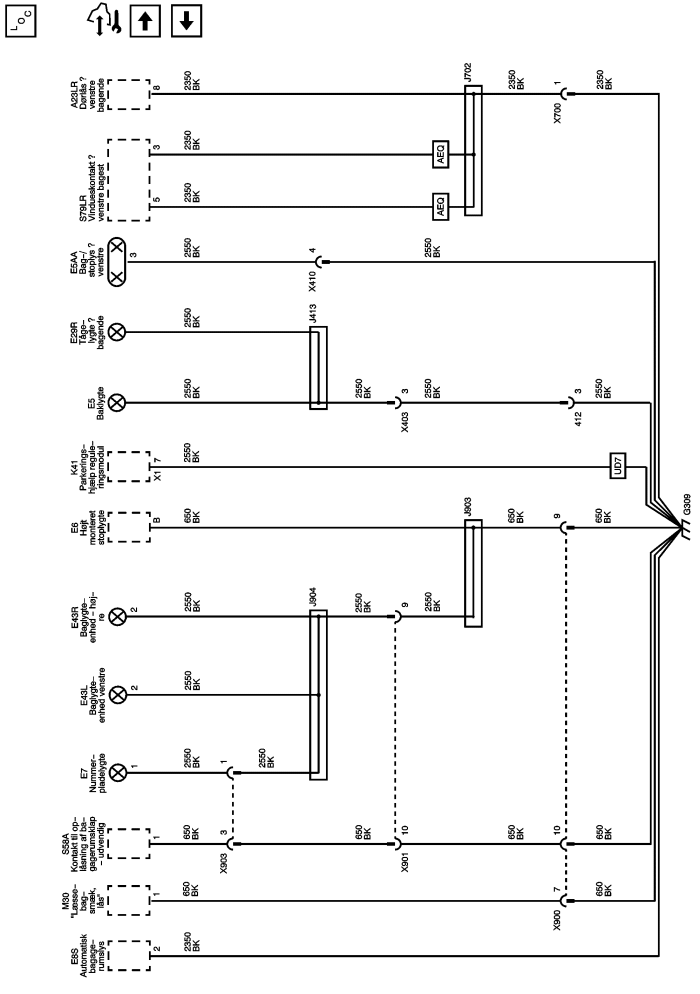 LOC
A23LR
Dørlås ?
venstre
bagende
8
2350
BK
J702
2350
BK
1
X700
2350
BK
S79LR
Vindueskontakt ?
venstre bagest
3
2350
BK
AEQ
5
2350
BK
AEQ
E5AA
Bag-/
stoplys ?
venstre
3
2550
BK
4
X410
2550
BK
E29R
Tåge-
lygte ?
bagende
2550
BK
J413
E5
Baklygte
2550
BK
2550
BK
3
X403
2550
BK
3
412
2550
BK
K41
Parkerings-
hjælp regule-
ringsmodul
7
X1
2550
BK
UD7
G309
E6
Højt
monteret
stoplygte
B
650
BK
J903
650
BK
9
650
BK
E43R
Baglygte-
enhed - høj-
re
2
2550
BK
J904
2550
BK
9
2550
BK
E43L
Baglygte-
enhed venstre
2
2550
BK
E7
Nummer-
pladelygte
1
2550
BK
1
2550
BK
S58A
Kontakt til op-
låsning af ba-
gagerumsklap
- udvendig
1
650
BK
3
X903
650
BK
10
X901
650
BK
10
650
BK
M30
"Læsse-
bag-
smæk,
lås"
1
650
BK
7
X900
650
BK
E8S
Automatisk
bagage-
rumslys
2
2350
BK